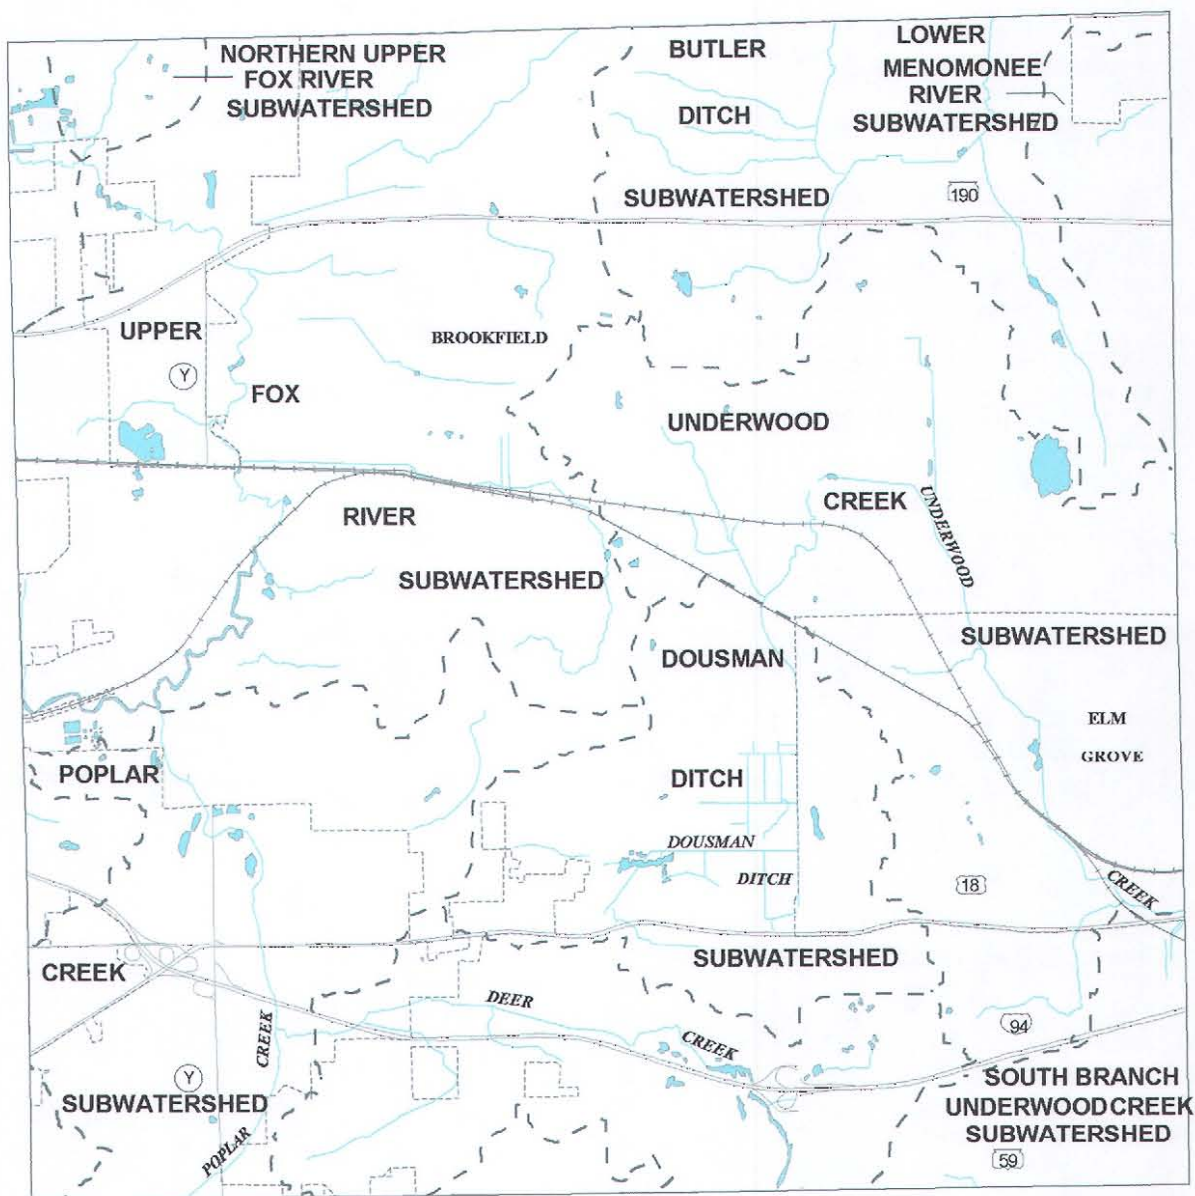 NORTHERN UPPER
FOX RIVER
SUBWATERSHED
BUTLER
DITCH
SUBWATERSHED
LOWER
MENOMONEE
RIVER
SUBWATERSHED
190
UPPER
Y
FOX
BROOKFIELD
UNDERWOOD
CREEK
UNDERWOOD
RIVER
SUBWATERSHED
SUBWATERSHED
DOUSMAN
ELM
GROVE
POPLAR
DITCH
DOUSMAN
DITCH
18
CREEK
CREEK
SUBWATERSHED
DEER
CREEK
CREEK
94
Y
SUBWATERSHED
POPLAR
SOUTH BRANCH
UNDERWOOD CREEK
SUBWATERSHED
59